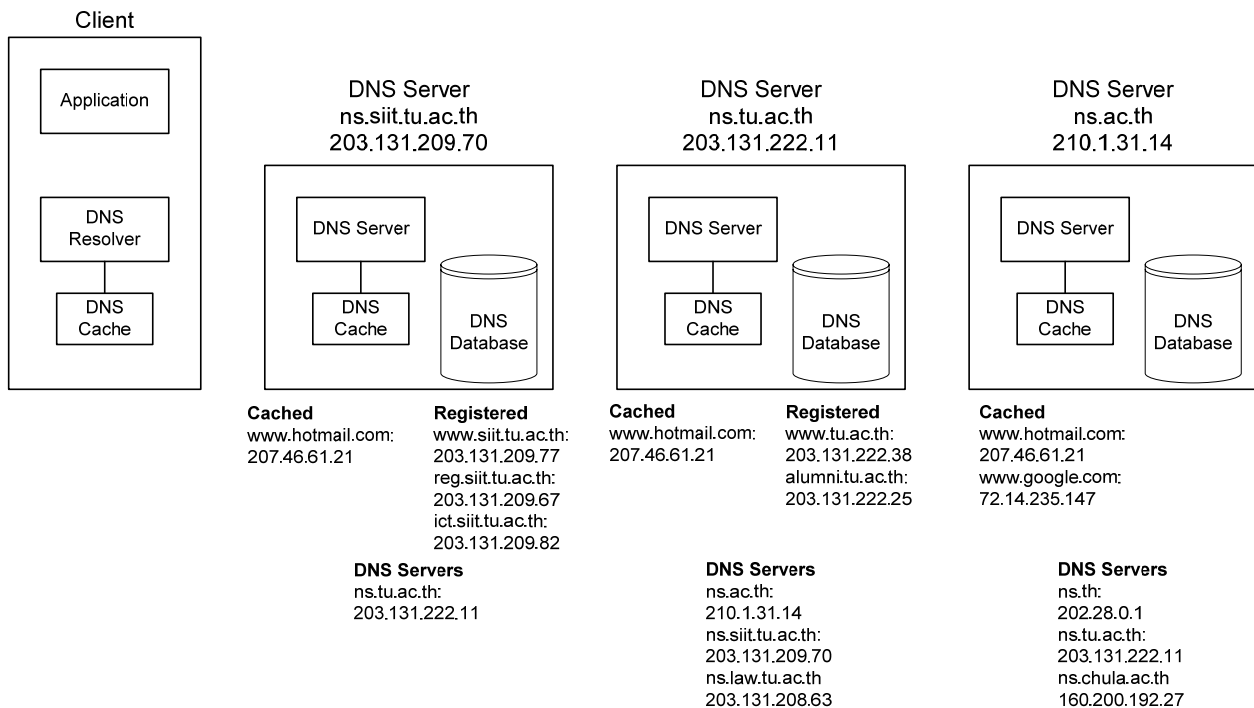 Client
Application
DNS
Resolver
DNS
Cache
DNS Server
ns.siit.tu.ac.th
203.131.209.70
DNS Server
DNS
Cache
DNS
Database
Cached
www.hotmail.com:
207.46.61.21
Registered
www.siit.tu.ac.th:
203.131.209.77
reg.siit.tu.ac.th:
203.131.209.67
ict.siit.tu.ac.th:
203.131.209.82
DNS Servers
ns.tu.ac.th:
203.131.222.11
DNS Server
ns.tu.ac.th
203.131.222.11
DNS Server
DNS
Cache
DNS
Database
Cached
www.hotmail.com:
207.46.61.21
Registered
www.tu.ac.th:
203.131.222.38
alumni.tu.ac.th:
203.131.222.25
DNS Servers
ns.ac.th:
210.1.31.14
ns.siit.tu.ac.th:
203.131.209.70
ns.law.tu.ac.th
203.131.208.63
DNS Server
ns.ac.th
210.1.31.14
DNS Server
DNS
Cache
DNS
Database
Cached
www.hotmail.com:
207.46.61.21
www.google.com:
72.14.235.147
DNS Servers
ns.th:
202.28.0.1
ns.tu.ac.th:
203.131.222.11
ns.chula.ac.th
160.200.192.27